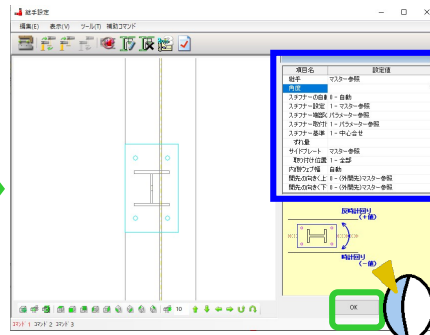 継手設定
編集(E) 表示(V) ツール(T) 補助コマンド
項目名 設定値
継手 マスター参照
角度
スチフナーの自動 0 - 自動
スチフナー設定 1 - マスター参照
スチフナー端部 パラメーター参照
スチフナー取付 1 - パラメーター参照
スチフナー基準 1 - 中心合せ
ずれ量
サイドプレート マスター参照
取り付け位置 1 - 全部
内側ウェブ幅 自動
開先の向き(上 0 - (外開先)マスター参照
開先の向き(下 0 - (外開先)マスター参照
反時計回り
(+値)
時計回り
(-値)
10
OK
コマンド 1 コマンド 2 コマンド 3